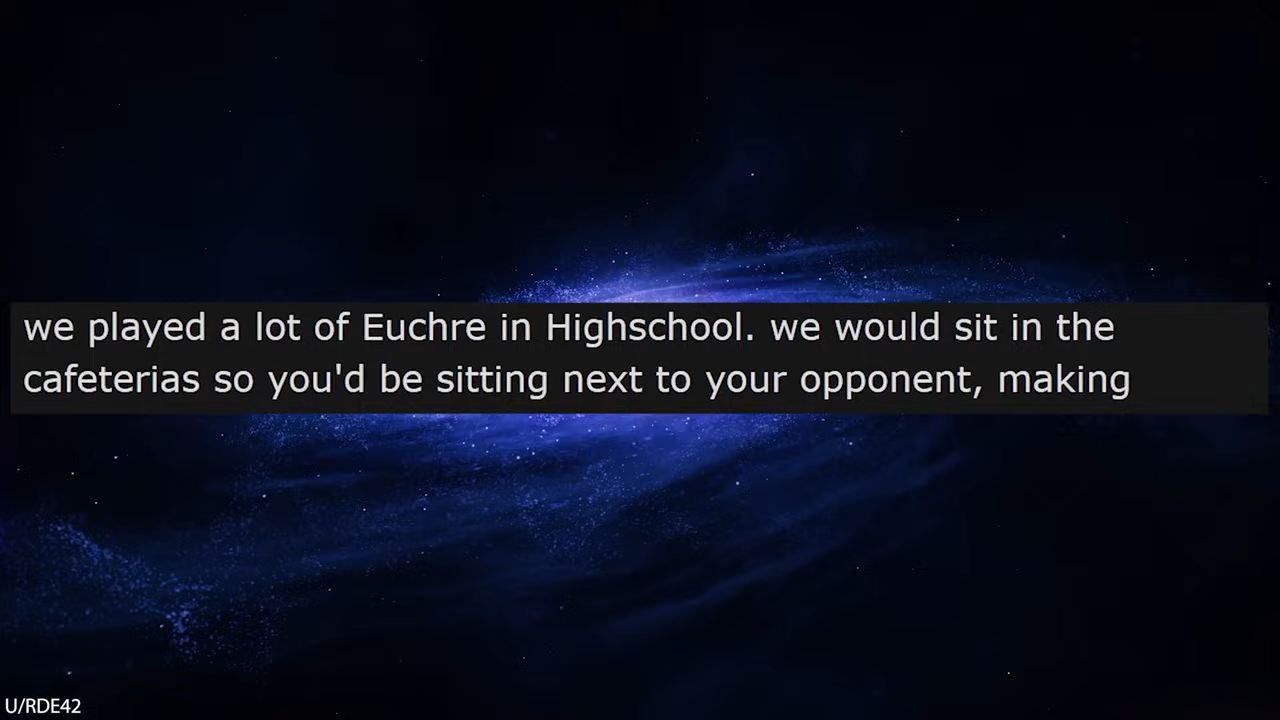 we played a lot of Euchre in Highschool. we would sit in the
cafeterias so you'd be sitting next to your opponent, making
U/RDE42